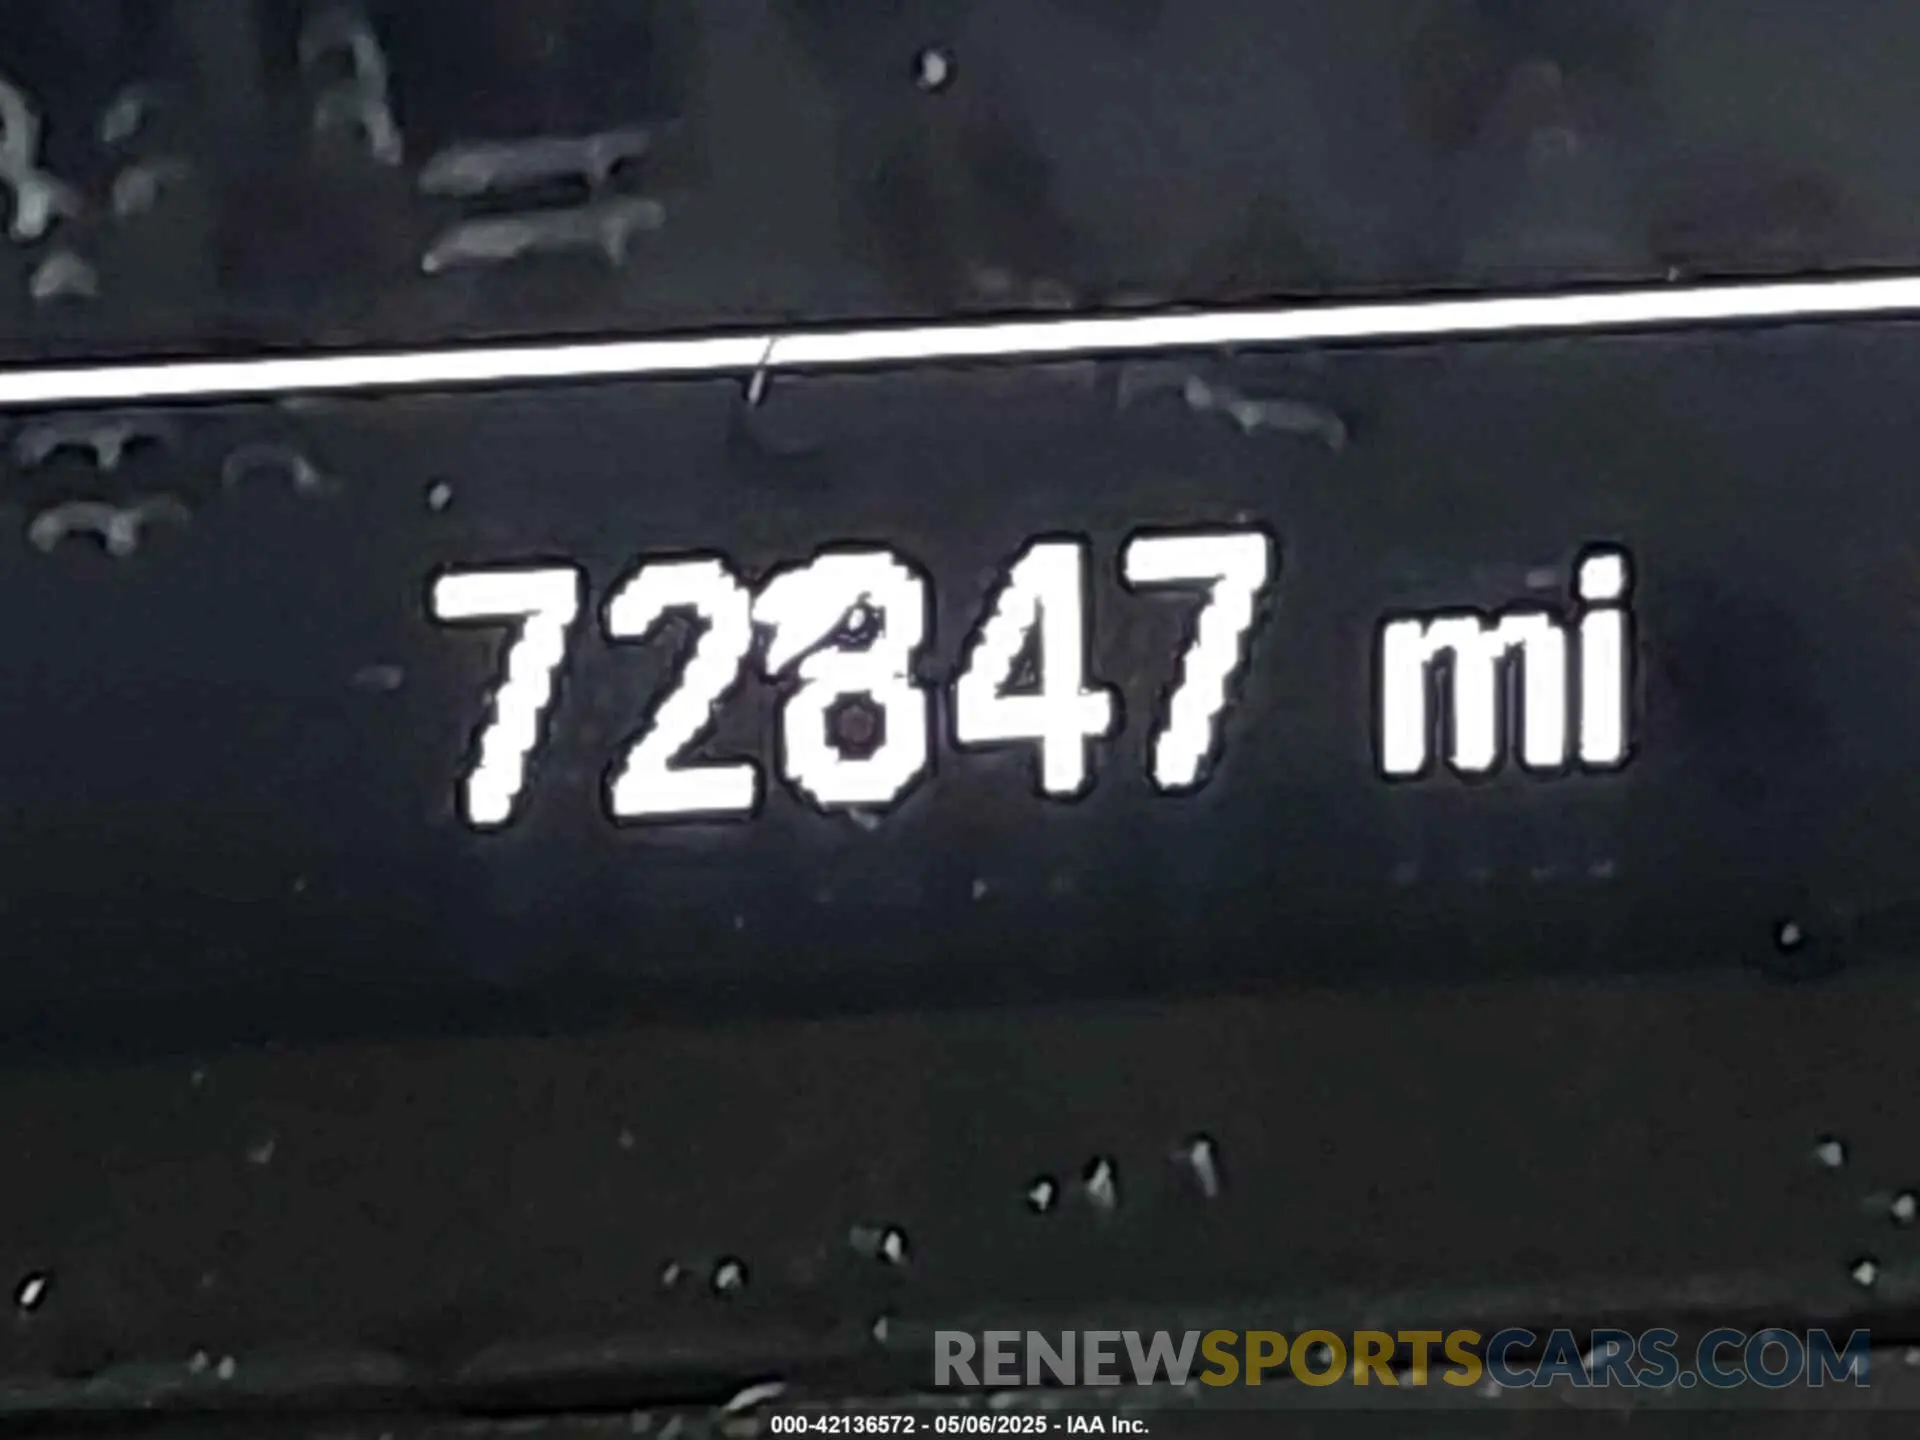 72847 mi
RENEWSPORTSCARS.COM
000-42136572 - 05/06/2025 - IAA Inc.